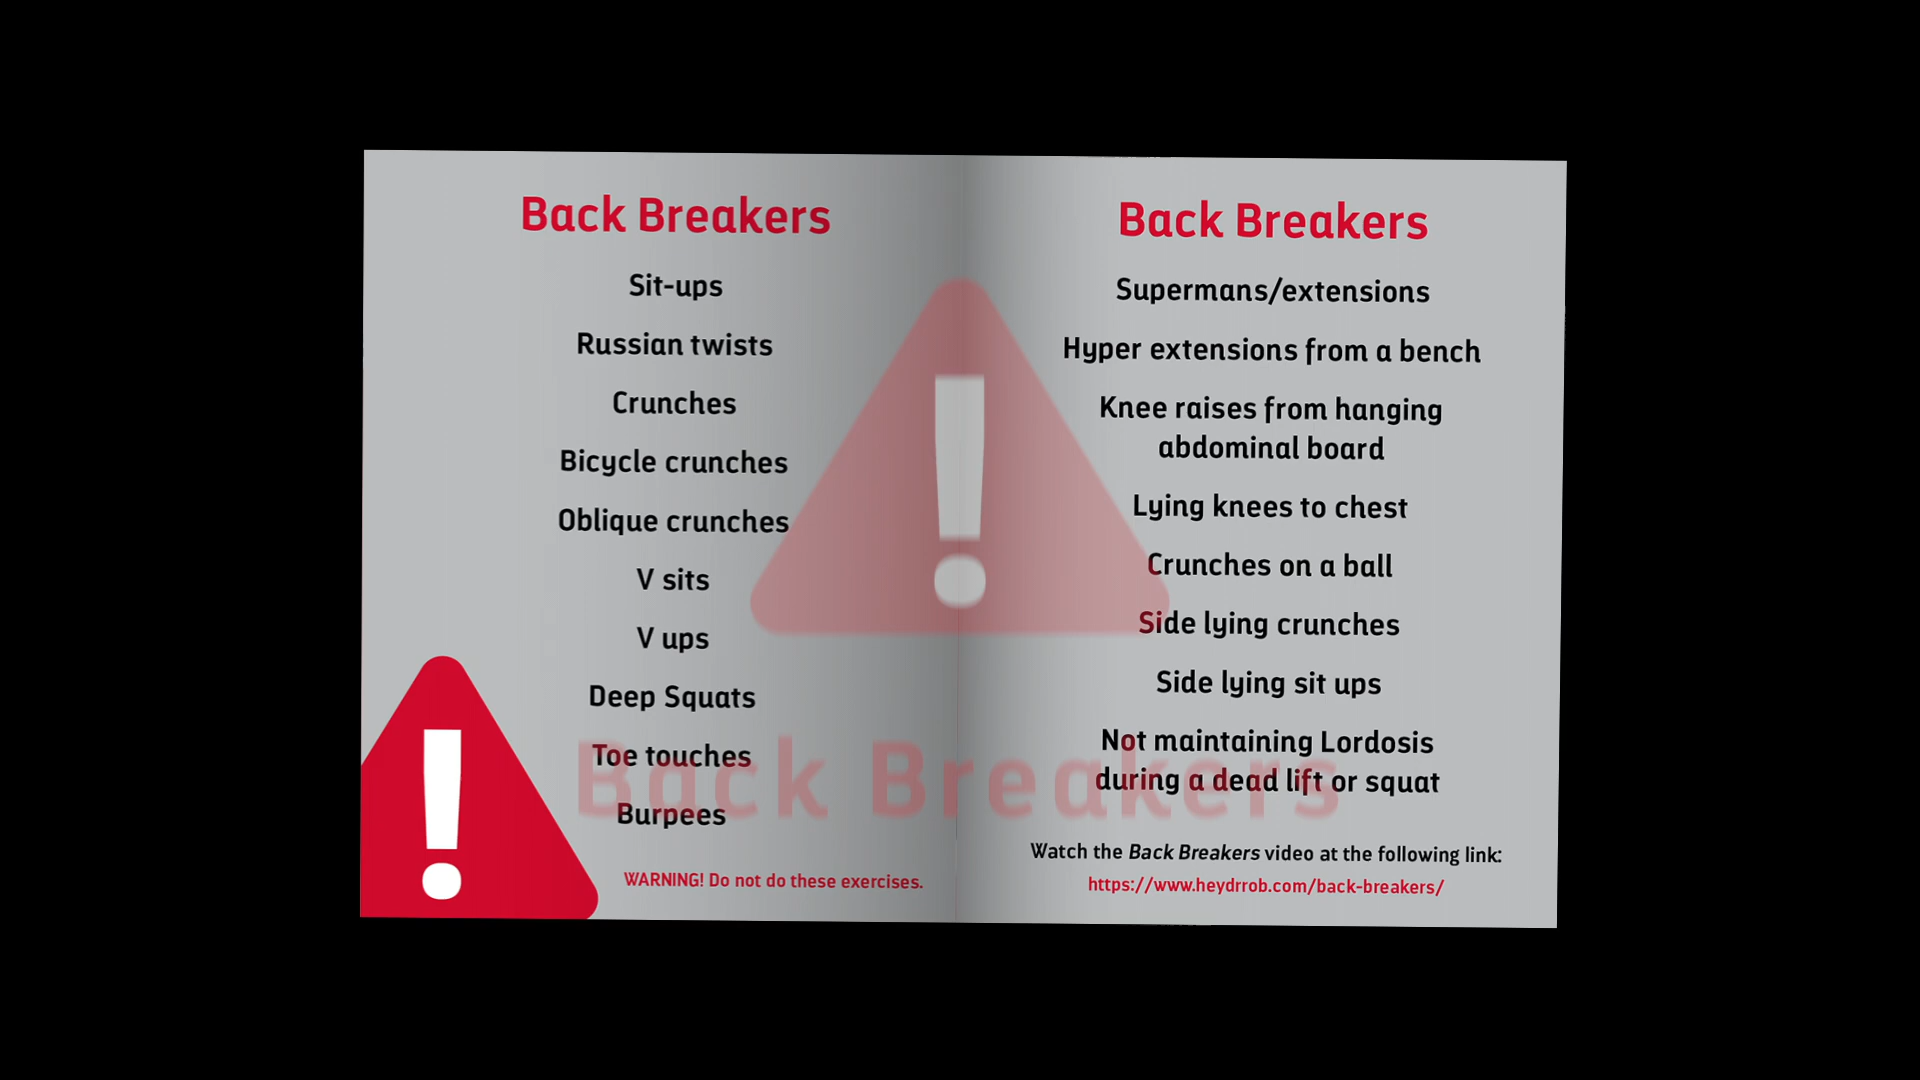 Back Breakers
Sit-ups
Russian twists
Crunches
Bicycle crunches
Oblique crunches
V sits
V ups
Deep Squats
Toe touches
Burpees
WARNING! Do not do these exercises.
Back Breakers
Supermans/extensions
Hyper extensions from a bench
Knee raises from hanging
abdominal board
Lying knees to chest
Crunches on a ball
Side lying crunches
Side lying sit ups
Not maintaining Lordosis
during a dead lift or squat
Watch the Back Breakers video at the following link:
https://www.heydrrob.com/back-breakers/
Back Breakers